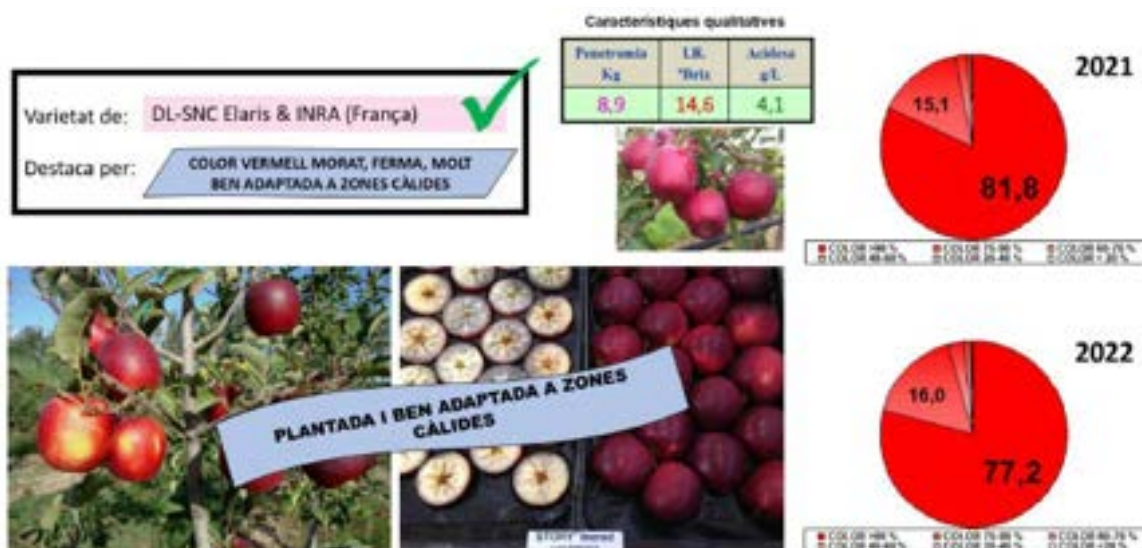 Característiques qualitatives
Penetromia I.R. Acidesa
Kg ºBrix g/L
8,9 14,6 4,1
Varietat de: DL-SNC Elaris & INRA (França)
Destaca per: COLOR VERMELL MORAT, FERMA, MOLT
BEN ADAPTADA A ZONES CÀLIDES
2021
15,1
81,8
PLANTADA I BEN ADAPTADA A ZONES
CÀLIDES
2022
16,0
77,2